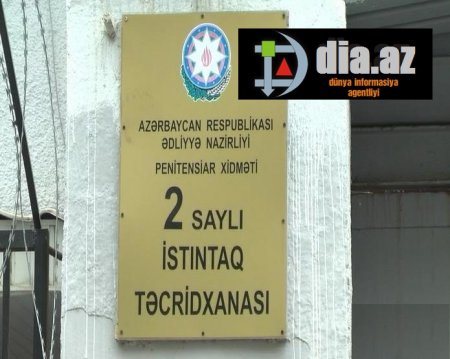 dia.az
dünya informasiya
agentliyi
AZƏRBAYCAN RESPUBLİKASI
ƏDLİYYƏ NAZİRLİYİ
PENİTENSİAR XİDMƏTİ
2 SAYLI
İSTİNTAQ
TƏCRİDXANASI